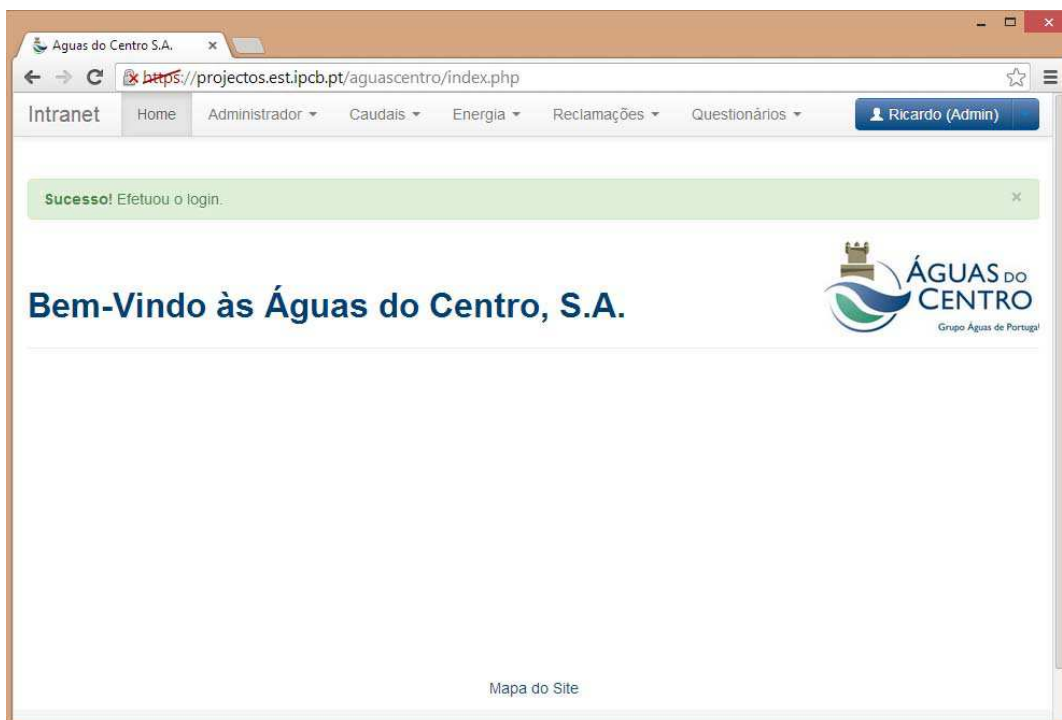 Aguas do Centro S.A.
https://projectos.est.ipcb.pt/aguascentro/index.php
Intranet Home Administrador Caudais Energia Reclamações Questionários Ricardo (Admin)
Sucesso! Efetuou o login.
ÁGUAS DO
CENTRO
Grupo Águas de Portugal
Bem-Vindo às Águas do Centro, S.A.
Mapa do Site